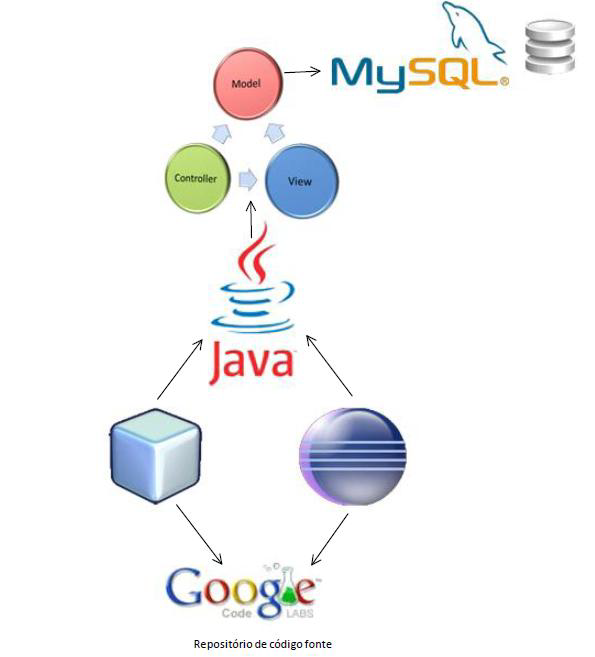 MySQL®
Model
Controller
View
Java
Google
Code LABS
Repositório de código fonte